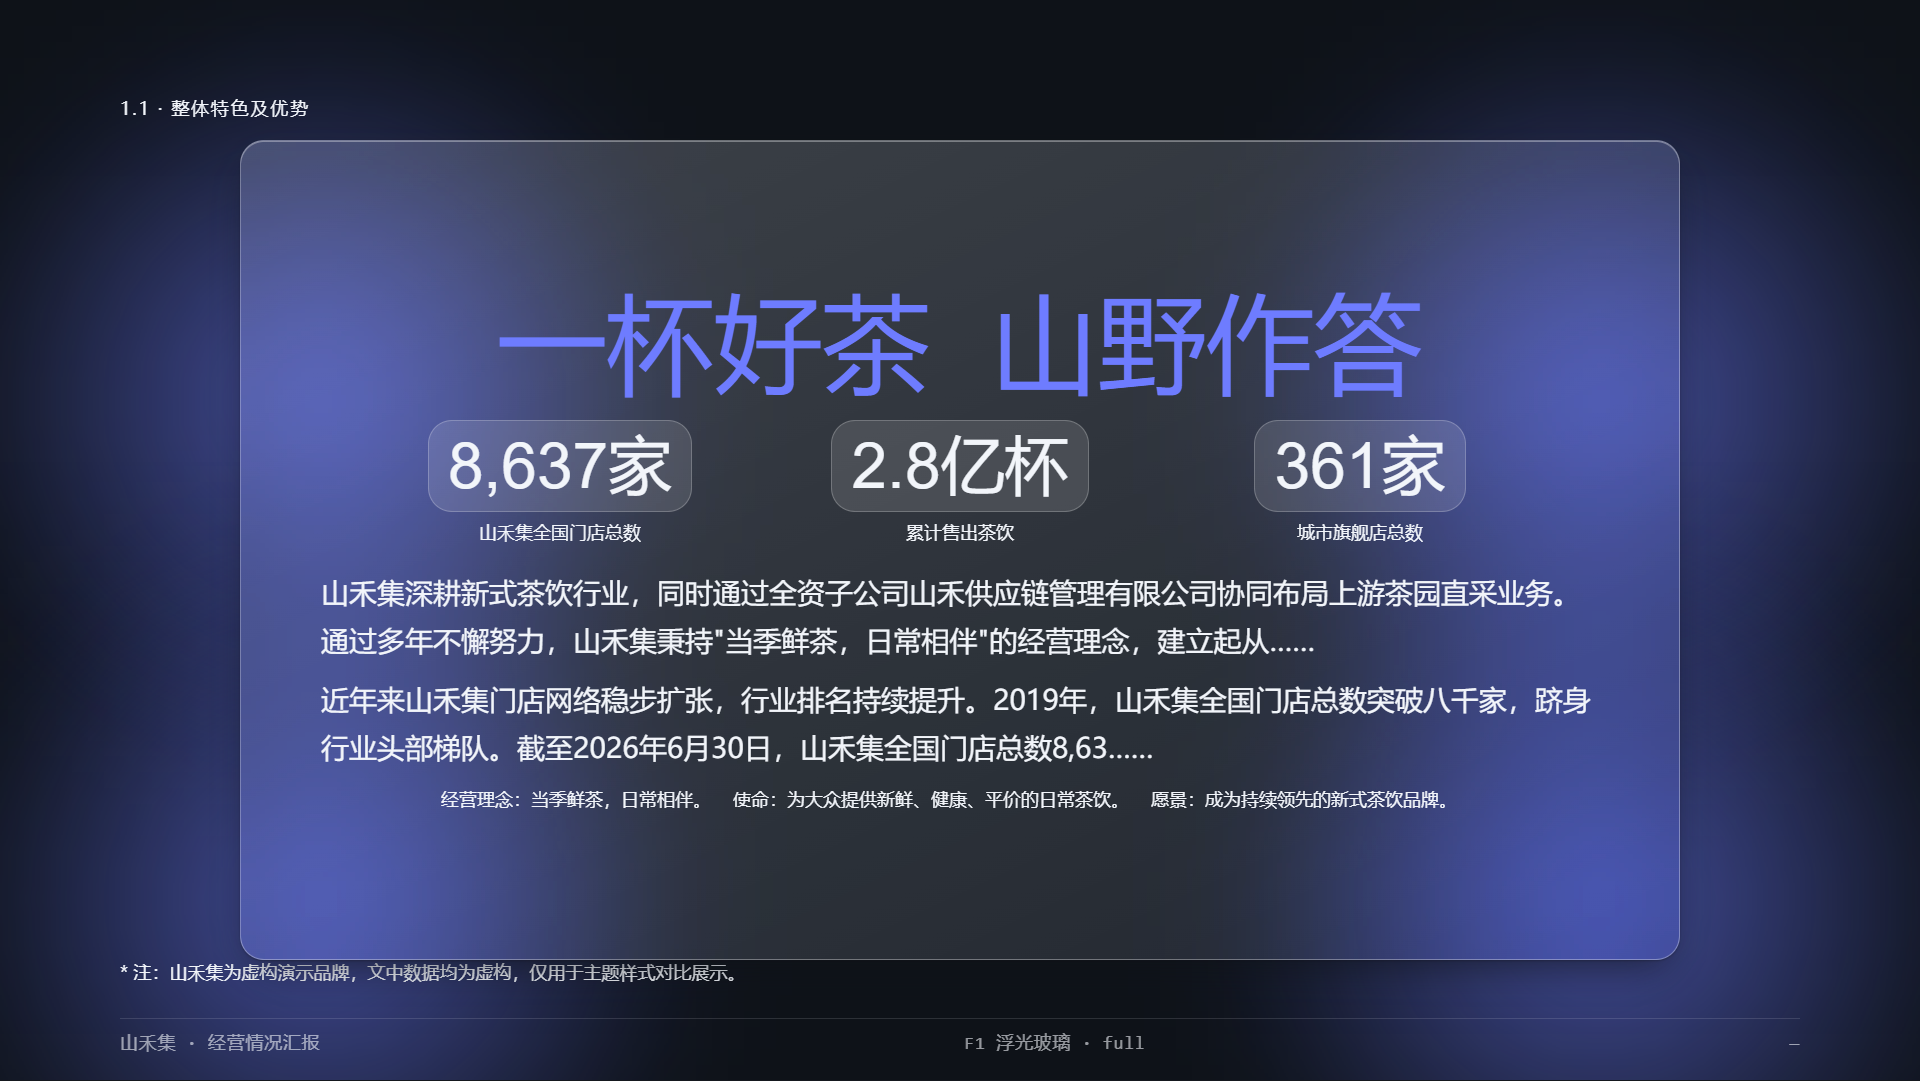 1.1 · 整体特色及优势
一杯好茶 山野作答
8,637家
山禾集全国门店总数
2.8亿杯
累计售出茶饮
361家
城市旗舰店总数
山禾集深耕新式茶饮行业，同时通过全资子公司山禾供应链管理有限公司协同布局上游茶园直采业务。
通过多年不懈努力，山禾集秉持"当季鲜茶，日常相伴"的经营理念，建立起从……
近年来山禾集门店网络稳步扩张，行业排名持续提升。2019年，山禾集全国门店总数突破八千家，跻身
行业头部梯队。截至2026年6月30日，山禾集全国门店总数8,63……
经营理念：当季鲜茶，日常相伴。 使命：为大众提供新鲜、健康、平价的日常茶饮。 愿景：成为持续领先的新式茶饮品牌。
* 注：山禾集为虚构演示品牌，文中数据均为虚构，仅用于主题样式对比展示。
山禾集 · 经营情况汇报
F1 浮光玻璃 · full
—